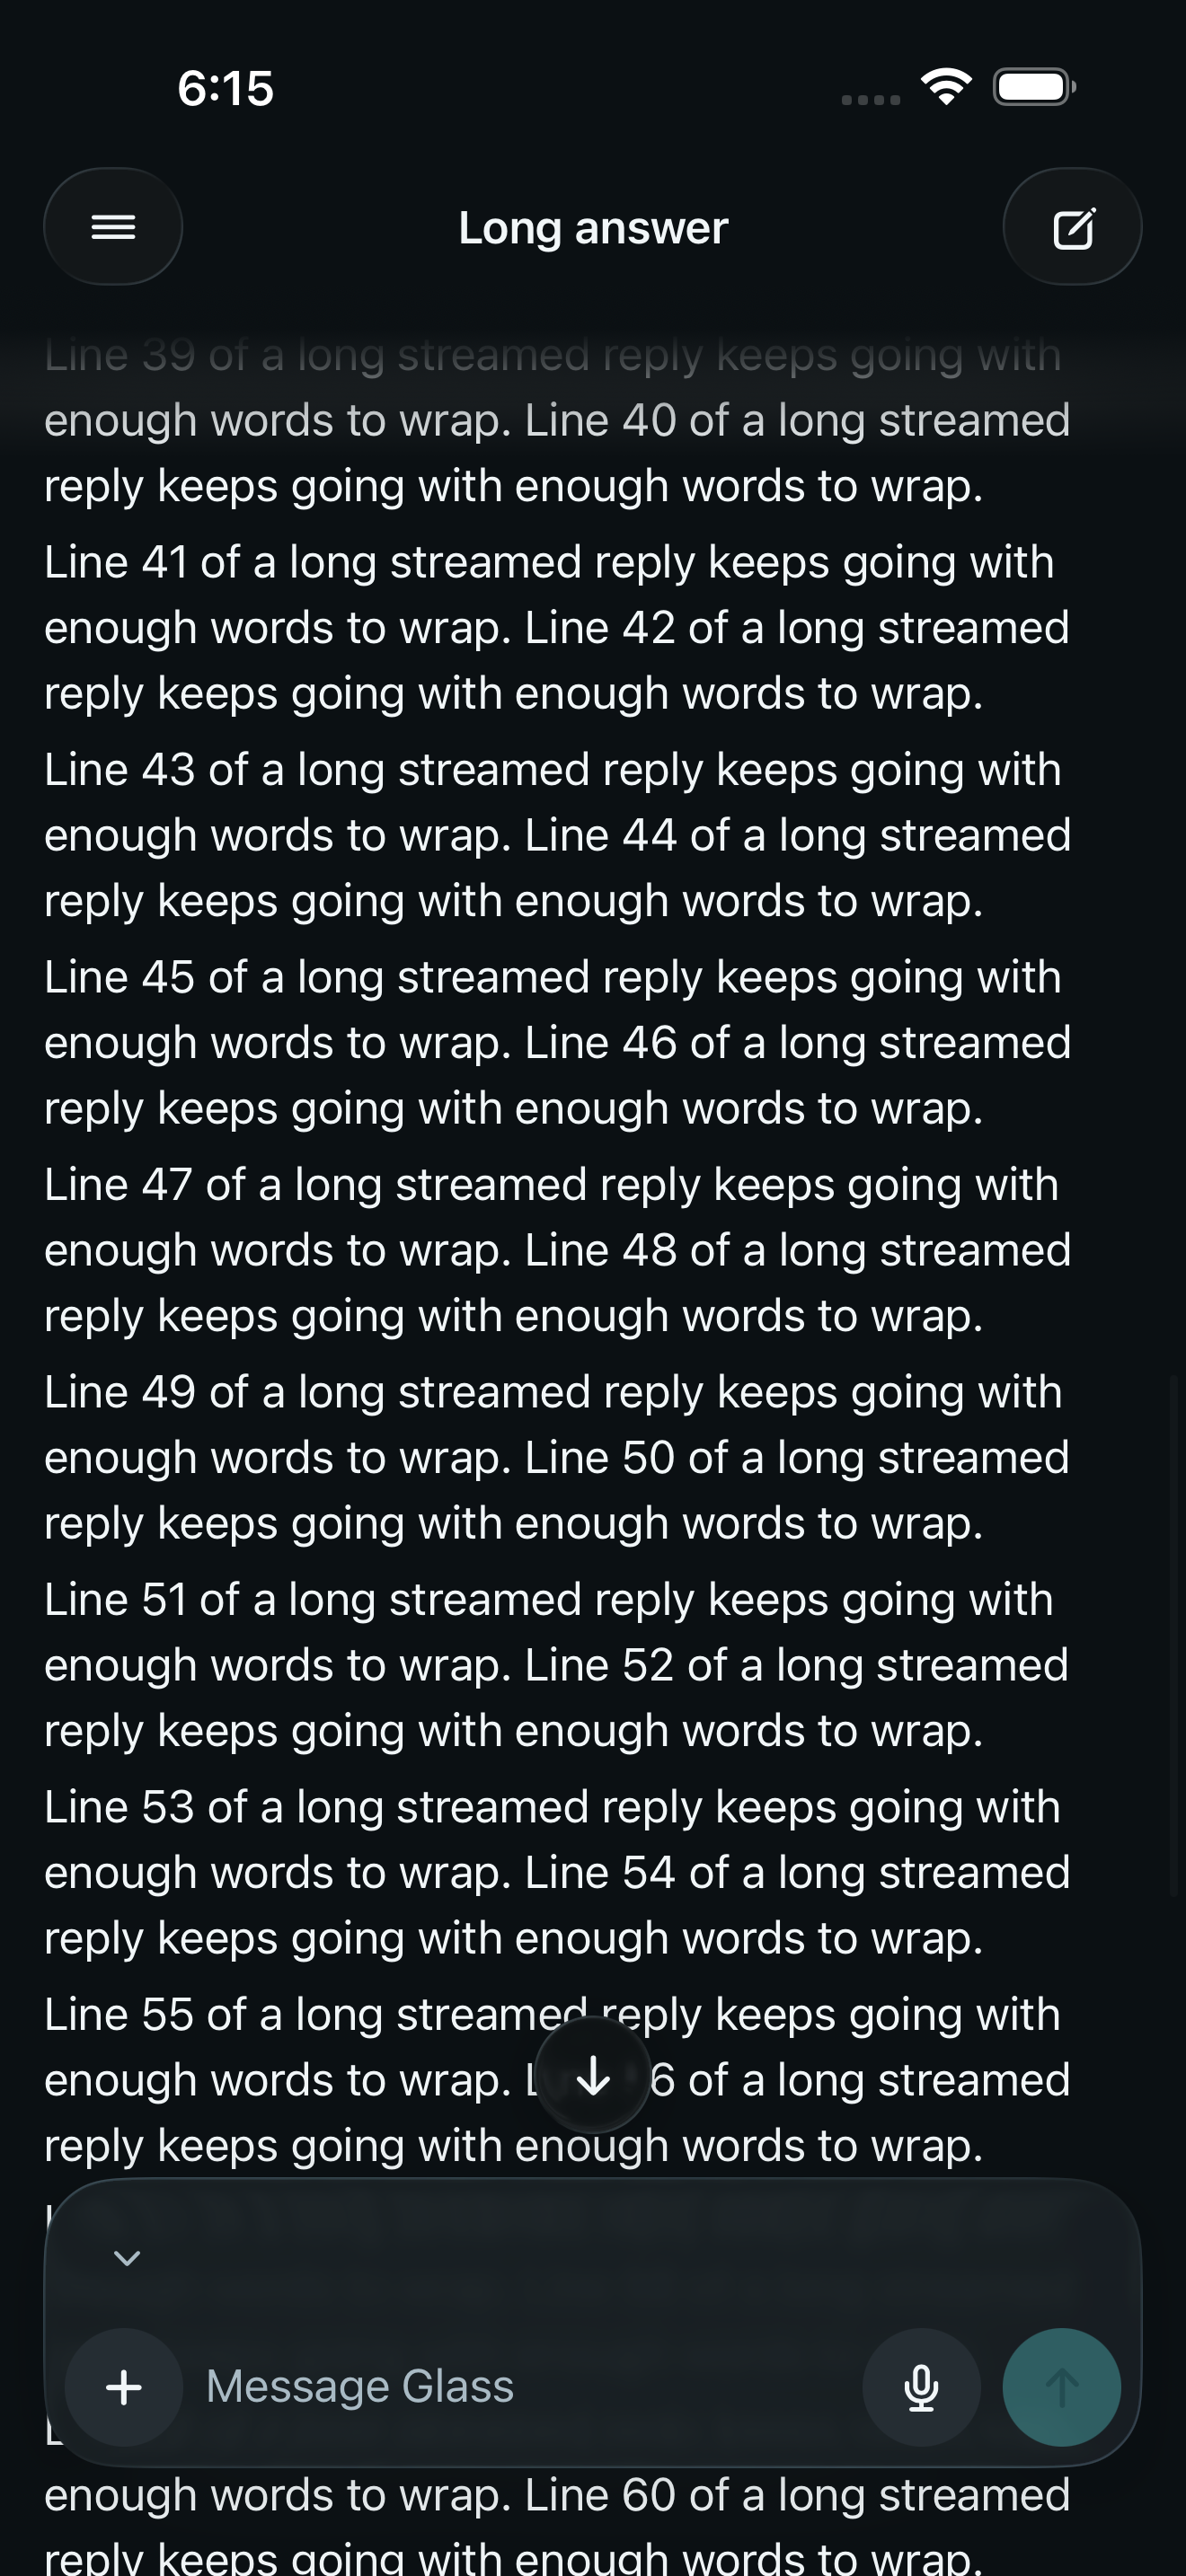 6:15
Long answer
Line 39 of a long streamed reply keeps going with
enough words to wrap. Line 40 of a long streamed
reply keeps going with enough words to wrap.
Line 41 of a long streamed reply keeps going with
enough words to wrap. Line 42 of a long streamed
reply keeps going with enough words to wrap.
Line 43 of a long streamed reply keeps going with
enough words to wrap. Line 44 of a long streamed
reply keeps going with enough words to wrap.
Line 45 of a long streamed reply keeps going with
enough words to wrap. Line 46 of a long streamed
reply keeps going with enough words to wrap.
Line 47 of a long streamed reply keeps going with
enough words to wrap. Line 48 of a long streamed
reply keeps going with enough words to wrap.
Line 49 of a long streamed reply keeps going with
enough words to wrap. Line 50 of a long streamed
reply keeps going with enough words to wrap.
Line 51 of a long streamed reply keeps going with
enough words to wrap. Line 52 of a long streamed
reply keeps going with enough words to wrap.
Line 53 of a long streamed reply keeps going with
enough words to wrap. Line 54 of a long streamed
reply keeps going with enough words to wrap.
Line 55 of a long streamed reply keeps going with
enough words to wrap. of a long streamed
reply keeps going with enough words to wrap.
Message Glass
enough words to wrap. Line 60 of a long streamed
reply keeps going with enough words to wrap.